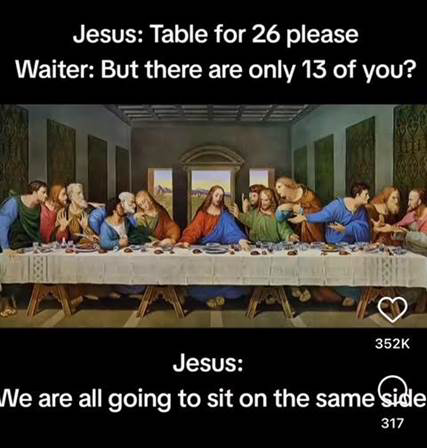 Jesus: Table for 26 please
Waiter: But there are only 13 of you?
352K
Jesus:
We are all going to sit on the same side
317